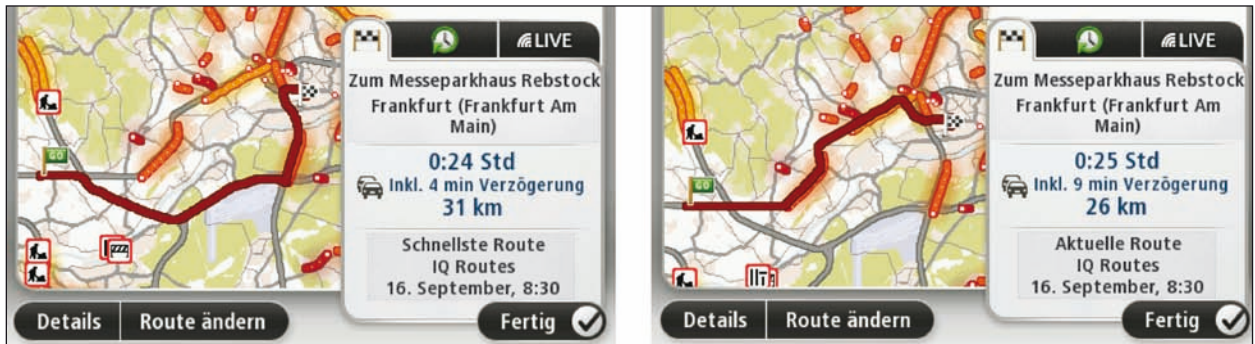 LIVE
Zum Messeparkhaus Rebstock
Frankfurt (Frankfurt Am
Main)
0:24 Std
Inkl. 4 min Verzögerung
31 km
Schnellste Route
IQ Routes
16. September, 8:30
GO
Details
Route ändern
Fertig
LIVE
Zum Messeparkhaus Rebstock
Frankfurt (Frankfurt Am
Main)
0:25 Std
Inkl. 9 min Verzögerung
26 km
Aktuelle Route
IQ Routes
16. September, 8:30
GO
Details
Route ändern
Fertig